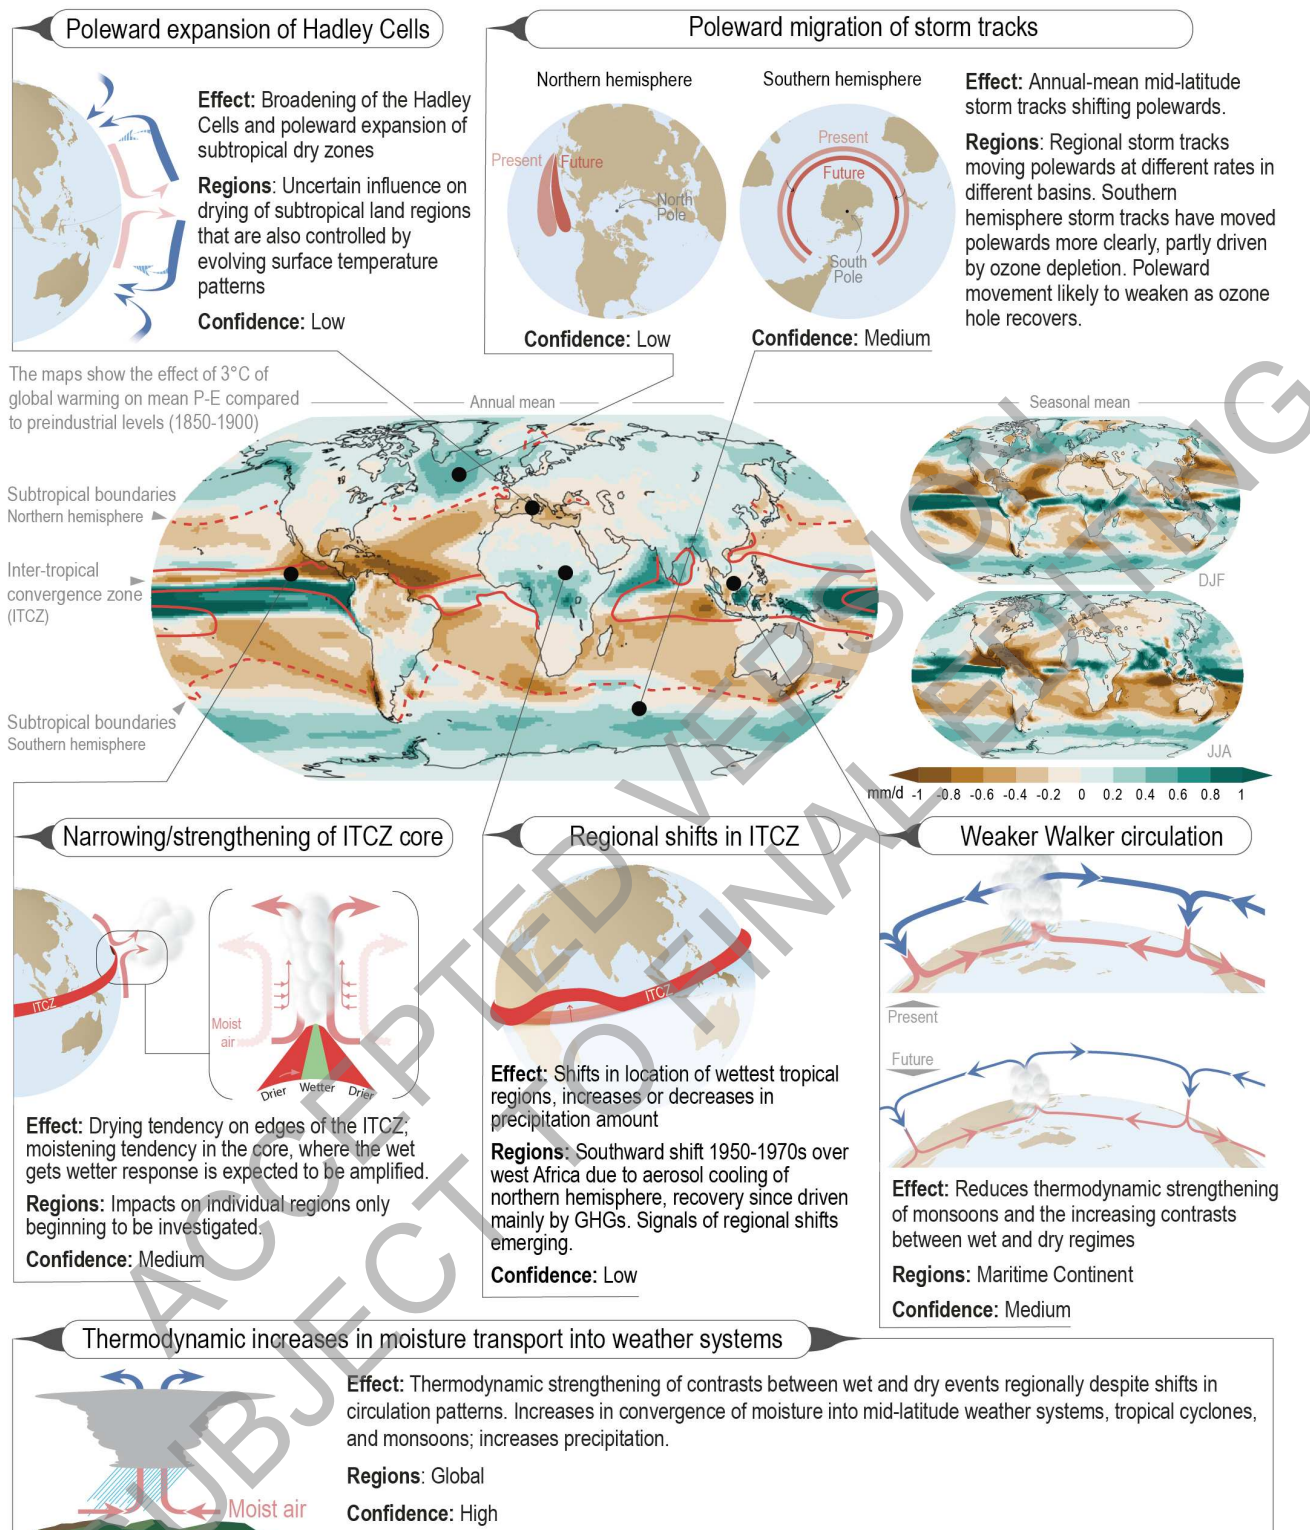 Poleward expansion of Hadley Cells
Effect: Broadening of the Hadley
Cells and poleward expansion of
subtropical dry zones
Regions: Uncertain influence on
drying of subtropical land regions
that are also controlled by
evolving surface temperature
patterns
Confidence: Low
Poleward migration of storm tracks
Northern hemisphere
Present
Future
North
Pole
Confidence: Low
Southern hemisphere
Present
Future
South
Pole
Confidence: Medium
Effect: Annual-mean mid-latitude
storm tracks shifting polewards.
Regions: Regional storm tracks
moving polewards at different rates in
different basins. Southern
hemisphere storm tracks have moved
polewards more clearly, partly driven
by ozone depletion. Poleward
movement likely to weaken as ozone
hole recovers.
The maps show the effect of 3°C of
global warming on mean P-E compared
to preindustrial levels (1850-1900)
Annual mean
Seasonal mean
Subtropical boundaries
Northern hemisphere
Inter-tropical
convergence zone
(ITCZ)
Subtropical boundaries
Southern hemisphere
DJF
JJA
mm/d -1 -0.8 -0.6 -0.4 -0.2 0 0.2 0.4 0.6 0.8 1
Narrowing/strengthening of ITCZ core
ITCZ
Moist
air
Drier Wetter Drier
Effect: Drying tendency on edges of the ITCZ;
moistening tendency in the core, where the wet
gets wetter response is expected to be amplified.
Regions: Impacts on individual regions only
beginning to be investigated.
Confidence: Medium
Regional shifts in ITCZ
ITCZ
Effect: Shifts in location of wettest tropical
regions, increases or decreases in
precipitation amount
Regions: Southward shift 1950-1970s over
west Africa due to aerosol cooling of
northern hemisphere, recovery since driven
mainly by GHGs. Signals of regional shifts
emerging.
Confidence: Low
Weaker Walker circulation
Present
Future
Effect: Reduces thermodynamic strengthening
of monsoons and the increasing contrasts
between wet and dry regimes
Regions: Maritime Continent
Confidence: Medium
Thermodynamic increases in moisture transport into weather systems
Moist air
Effect: Thermodynamic strengthening of contrasts between wet and dry events regionally despite shifts in
circulation patterns. Increases in convergence of moisture into mid-latitude weather systems, tropical cyclones,
and monsoons; increases precipitation.
Regions: Global
Confidence: High
ACCEPTED VERSION
SUBJECT TO FINAL EDITING